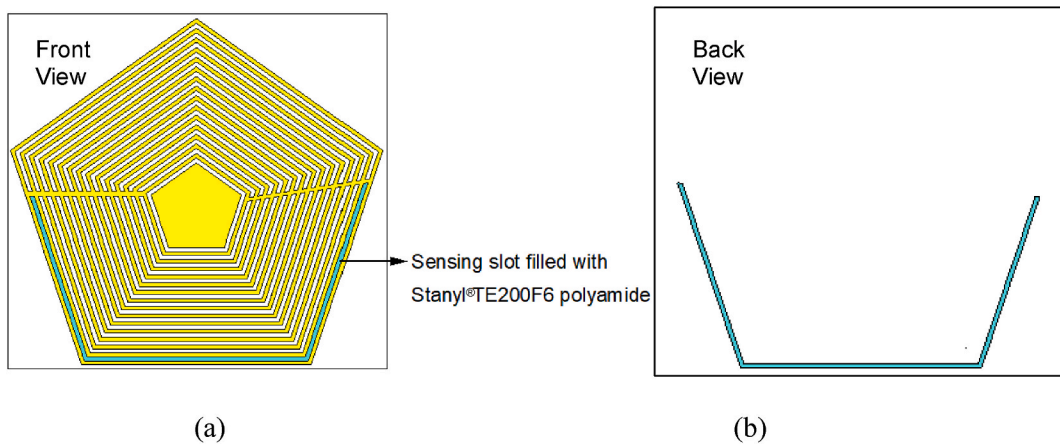 Front
View
Back
View
Sensing slot filled with
Stanyl®TE200F6 polyamide
(a)
(b)